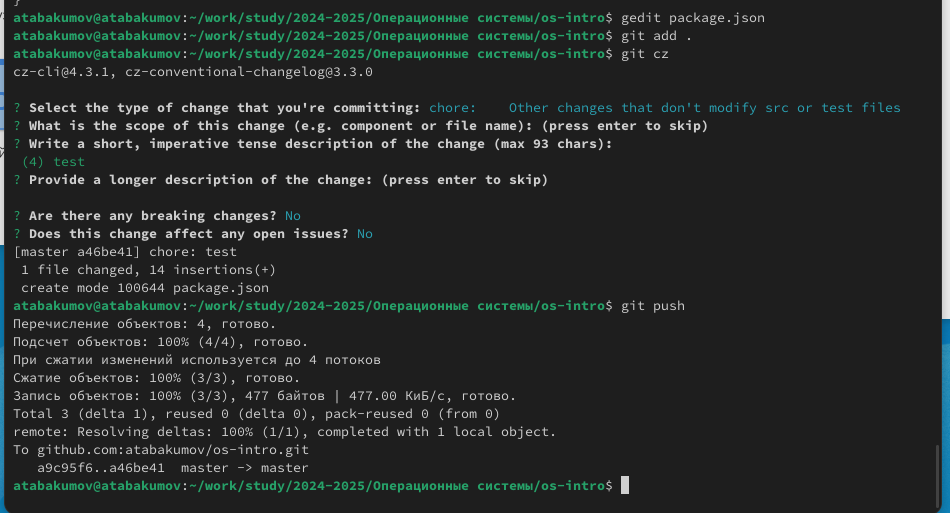 }
atabakumov@atabakumov:~/work/study/2024-2025/Операционные системы/os-intro$ gedit package.json
atabakumov@atabakumov:~/work/study/2024-2025/Операционные системы/os-intro$ git add .
atabakumov@atabakumov:~/work/study/2024-2025/Операционные системы/os-intro$ git cz
cz-cli@4.3.1, cz-conventional-changelog@3.3.0
? Select the type of change that you're committing: chore:    Other changes that don't modify src or test files
? What is the scope of this change (e.g. component or file name): (press enter to skip)
? Write a short, imperative tense description of the change (max 93 chars):
(4) test
? Provide a longer description of the change: (press enter to skip)
? Are there any breaking changes? No
? Does this change affect any open issues? No
[master a46be41] chore: test
1 file changed, 14 insertions(+)
create mode 100644 package.json
atabakumov@atabakumov:~/work/study/2024-2025/Операционные системы/os-intro$ git push
Перечисление объектов: 4, готово.
Подсчет объектов: 100% (4/4), готово.
При сжатии изменений используется до 4 потоков
Сжатие объектов: 100% (3/3), готово.
Запись объектов: 100% (3/3), 477 байтов | 477.00 КиБ/с, готово.
Total 3 (delta 1), reused 0 (delta 0), pack-reused 0 (from 0)
remote: Resolving deltas: 100% (1/1), completed with 1 local object.
To github.com:atabakumov/os-intro.git
a9c95f6..a46be41  master -> master
atabakumov@atabakumov:~/work/study/2024-2025/Операционные системы/os-intro$